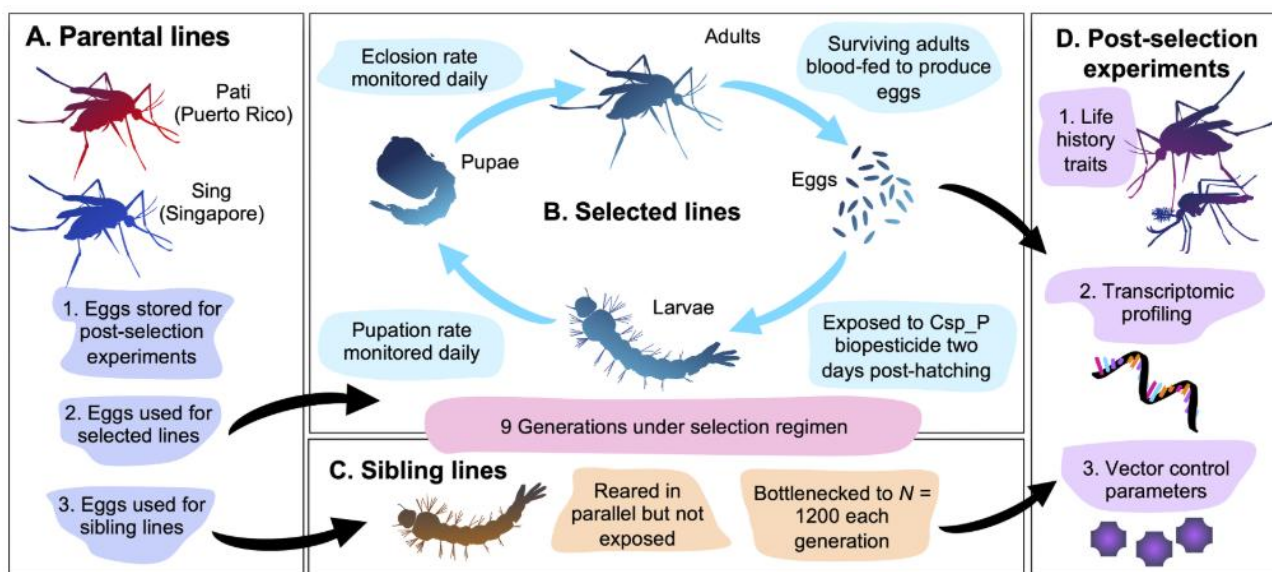 A. Parental lines
Pati
(Puerto Rico)
Sing
(Singapore)
1. Eggs stored for
post-selection
experiments
2. Eggs used for
selected lines
3. Eggs used for
sibling lines
Eclosion rate
monitored daily
Adults
Surviving adults
blood-fed to produce
eggs
Pupae
Eggs
B. Selected lines
Larvae
Pupation rate
monitored daily
Exposed to Csp_P
biopesticide two
days post-hatching
9 Generations under selection regimen
C. Sibling lines
Reared in
parallel but not
exposed
Bottlenecked to N =
1200 each
generation
D. Post-selection
experiments
1. Life
history
traits
2. Transcriptomic
profiling
3. Vector control
parameters